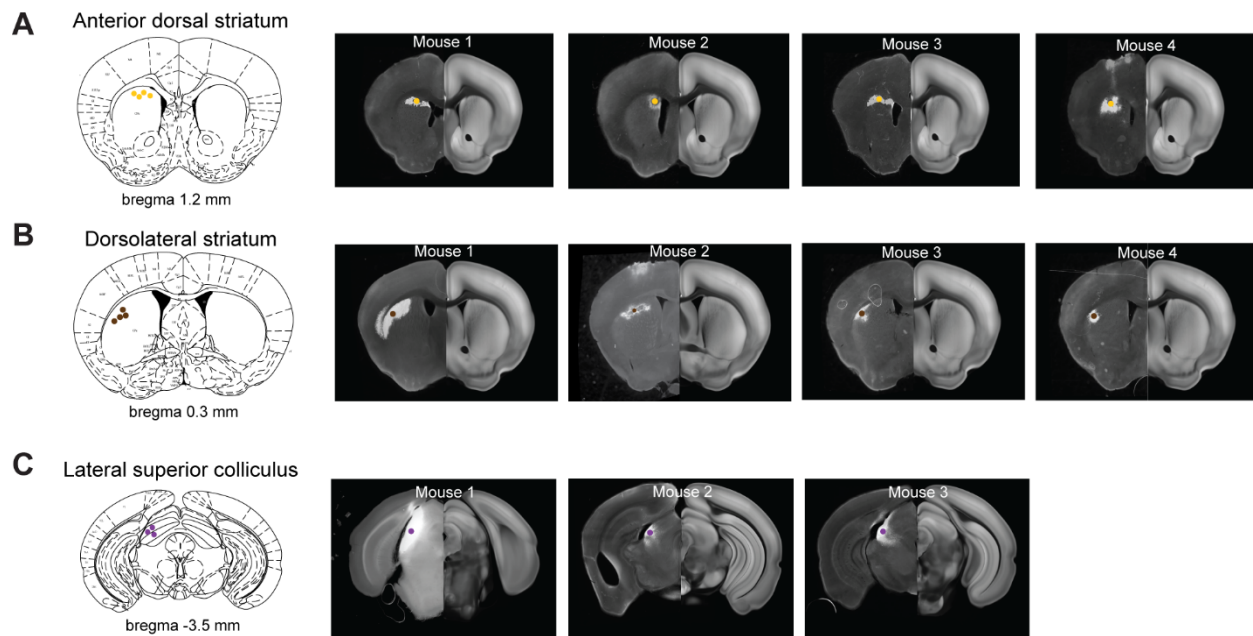 A
Anterior dorsal striatum
Mouse 1
Mouse 2
Mouse 3
Mouse 4
bregma 1.2 mm
B
Dorsolateral striatum
Mouse 1
Mouse 2
Mouse 3
Mouse 4
bregma 0.3 mm
C
Lateral superior colliculus
Mouse 1
Mouse 2
Mouse 3
bregma -3.5 mm